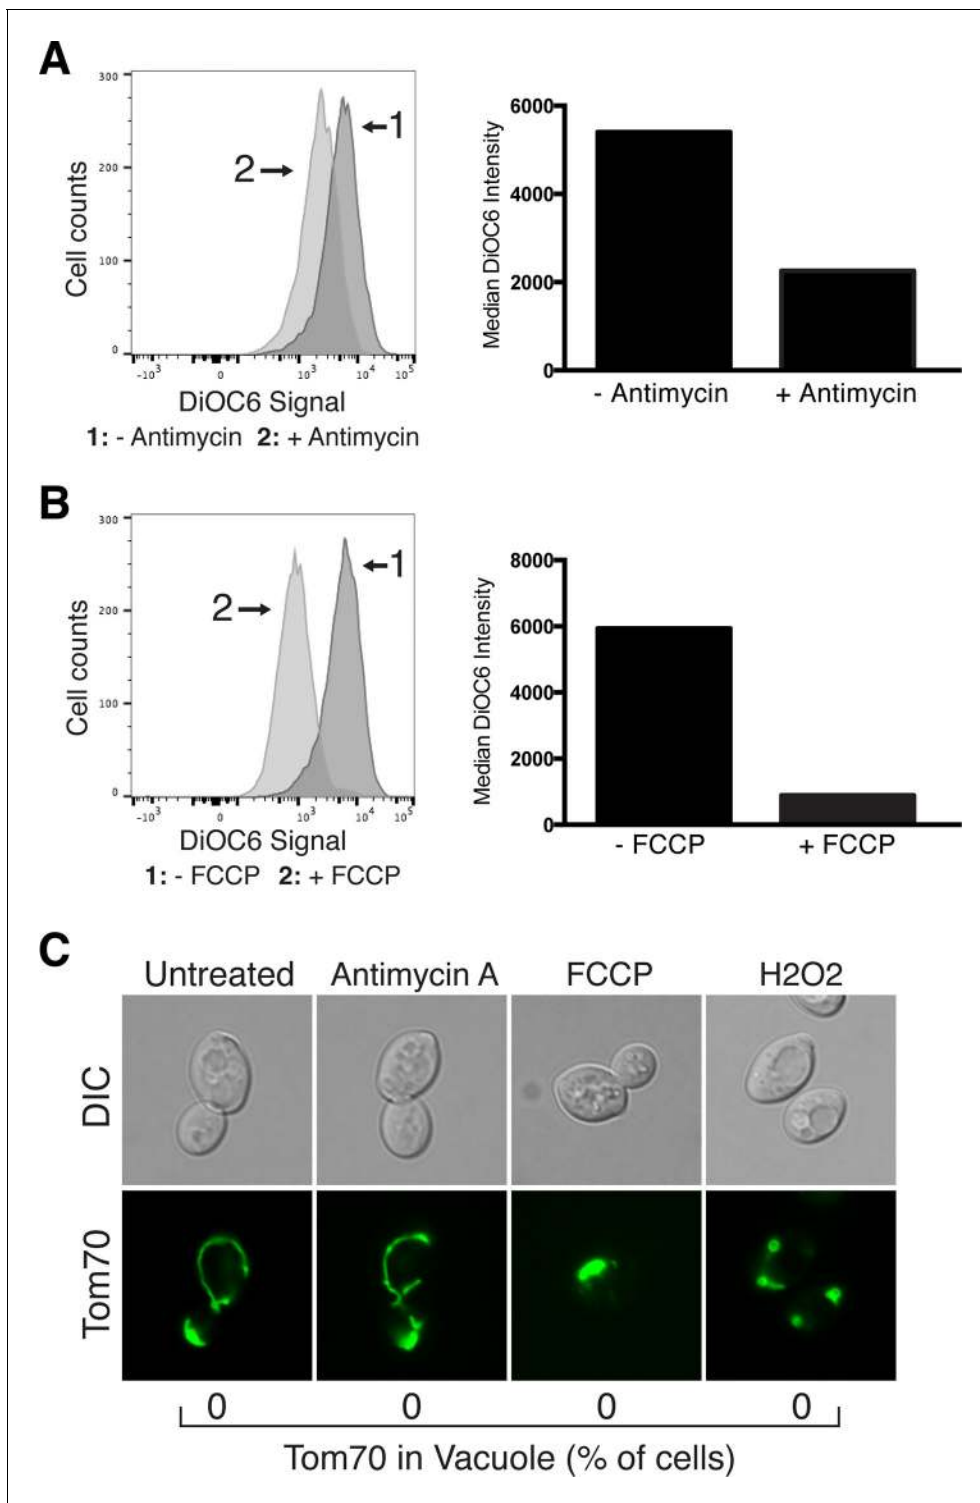 A
300
200
100
0
Cell counts
2
1
-10³ 0 10³ 10⁴ 10⁵
DiOC6 Signal
1: - Antimycin 2: + Antimycin
6000
4000
2000
0
Median DiOC6 Intensity
- Antimycin + Antimycin
B
300
200
100
0
Cell counts
2
1
-10³ 0 10³ 10⁴ 10⁵
DiOC6 Signal
1: - FCCP 2: + FCCP
8000
6000
4000
2000
0
Median DiOC6 Intensity
- FCCP + FCCP
C
Untreated Antimycin A FCCP H2O2
DIC
Tom70
0 0 0 0
Tom70 in Vacuole (% of cells)